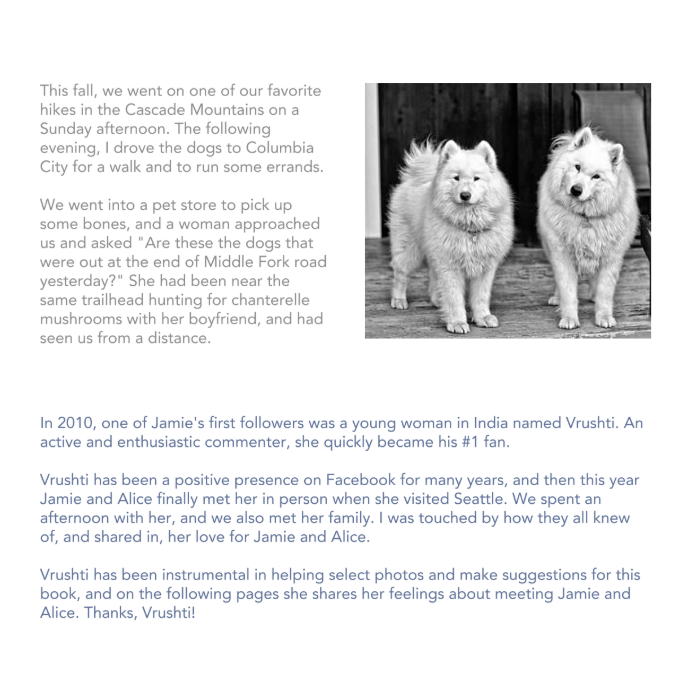 This fall, we went on one of our favorite
hikes in the Cascade Mountains on a
Sunday afternoon. The following
evening, I drove the dogs to Columbia
City for a walk and to run some errands.
We went into a pet store to pick up
some bones, and a woman approached
us and asked "Are these the dogs that
were out at the end of Middle Fork road
yesterday?" She had been near the
same trailhead hunting for chanterelle
mushrooms with her boyfriend, and had
seen us from a distance.
In 2010, one of Jamie's first followers was a young woman in India named Vrushti. An
active and enthusiastic commenter, she quickly became his #1 fan.
Vrushti has been a positive presence on Facebook for many years, and then this year
Jamie and Alice finally met her in person when she visited Seattle. We spent an
afternoon with her, and we also met her family. I was touched by how they all knew
of, and shared in, her love for Jamie and Alice.
Vrushti has been instrumental in helping select photos and make suggestions for this
book, and on the following pages she shares her feelings about meeting Jamie and
Alice. Thanks, Vrushti!